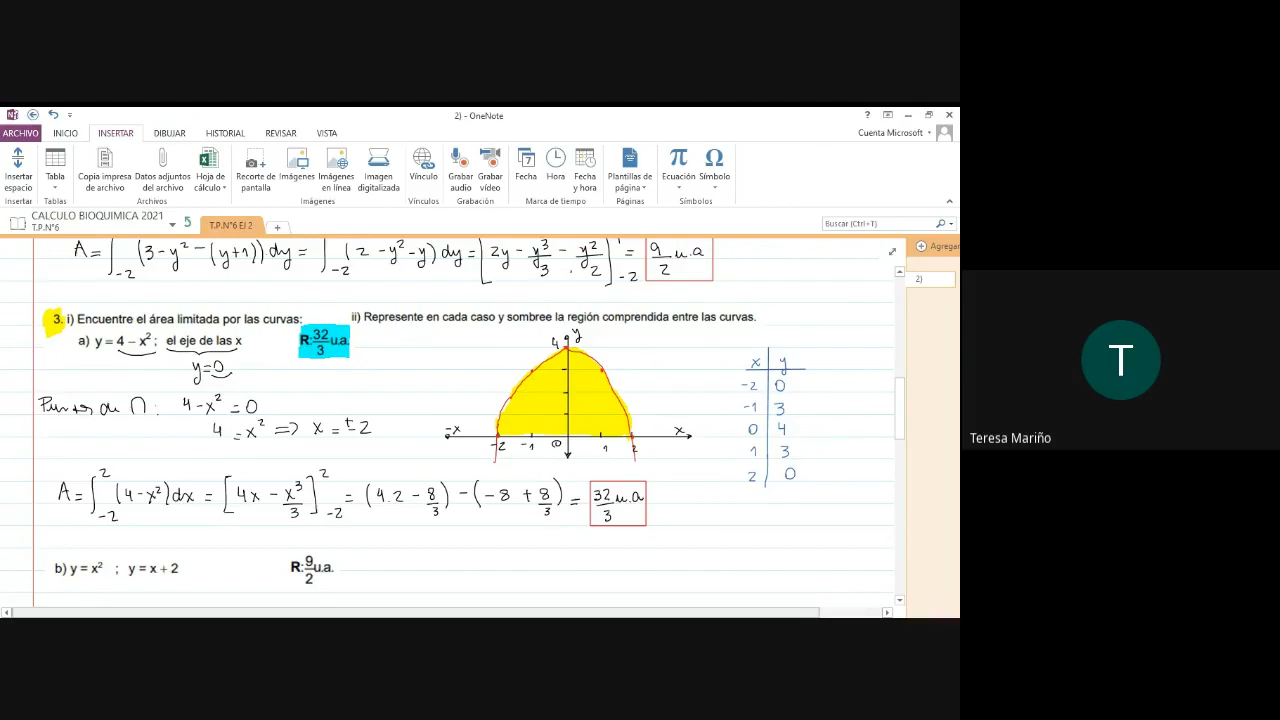 2) - OneNote
ARCHIVO INICIO INSERTAR DIBUJAR HISTORIAL REVISAR VISTA Cuenta Microsoft
Insertar espacio Tabla Copia impresa de archivo Datos adjuntos del archivo Hoja de cálculo Recorte de pantalla Imágenes Imágenes en línea Imagen digitalizada Vínculo Grabar audio Grabar vídeo Fecha Hora Fecha y hora Plantillas de página Ecuación Símbolo
Insertar Tablas Archivos Imágenes Vínculos Grabación Marca de tiempo Páginas Símbolos
CALCULO BIOQUIMICA 2021
T.P.N°6
T.P.N°6 EJ 2
Buscar (Ctrl+T)
Agregar
2)
A = ∫_{-2}^{1} (3-y² - (y+1)) dy = ∫_{-2} (2 - y² - y) dy = [2y - y³/3 - y²/2]_{-2}^{1} = 9/2 u.a
3. i) Encuentre el área limitada por las curvas: ii) Represente en cada caso y sombree la región comprendida entre las curvas.
a) y = 4 – x² ; el eje de las x R: 32/3 u.a.
y=0
Puntos de ∩: 4-x² = 0
4 = x² ⇒ x = ±2
y
4
-x x
-2 -1 0 1 2
x y
-2 0
-1 3
0 4
1 3
2 0
A = ∫_{-2}^{2} (4-x²) dx = [4x - x³/3]_{-2}^{2} = (4.2 - 8/3) - (-8 + 8/3) = 32/3 u.a
b) y = x² ; y = x + 2 R: 9/2 u.a.
T
Teresa Mariño